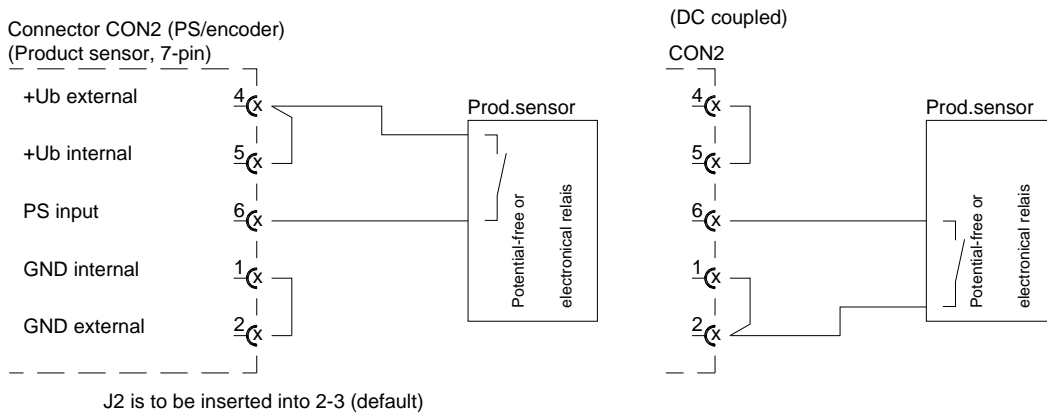 Connector CON2 (PS/encoder)
(Product sensor, 7-pin)
+Ub external
4
x
+Ub internal
5
x
PS input
6
x
GND internal
1
x
GND external
2
x
Prod.sensor
Potential-free or
electronical relais
J2 is to be inserted into 2-3 (default)
(DC coupled)
CON2
4
x
5
x
6
x
1
x
2
x
Prod.sensor
Potential-free or
electronical relais